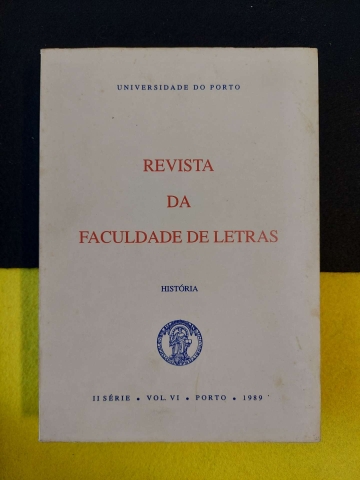 UNIVERSIDADE DO PORTO
REVISTA
DA
FACULDADE DE LETRAS
HISTÓRIA
II SÉRIE • VOL. VI • PORTO • 1989